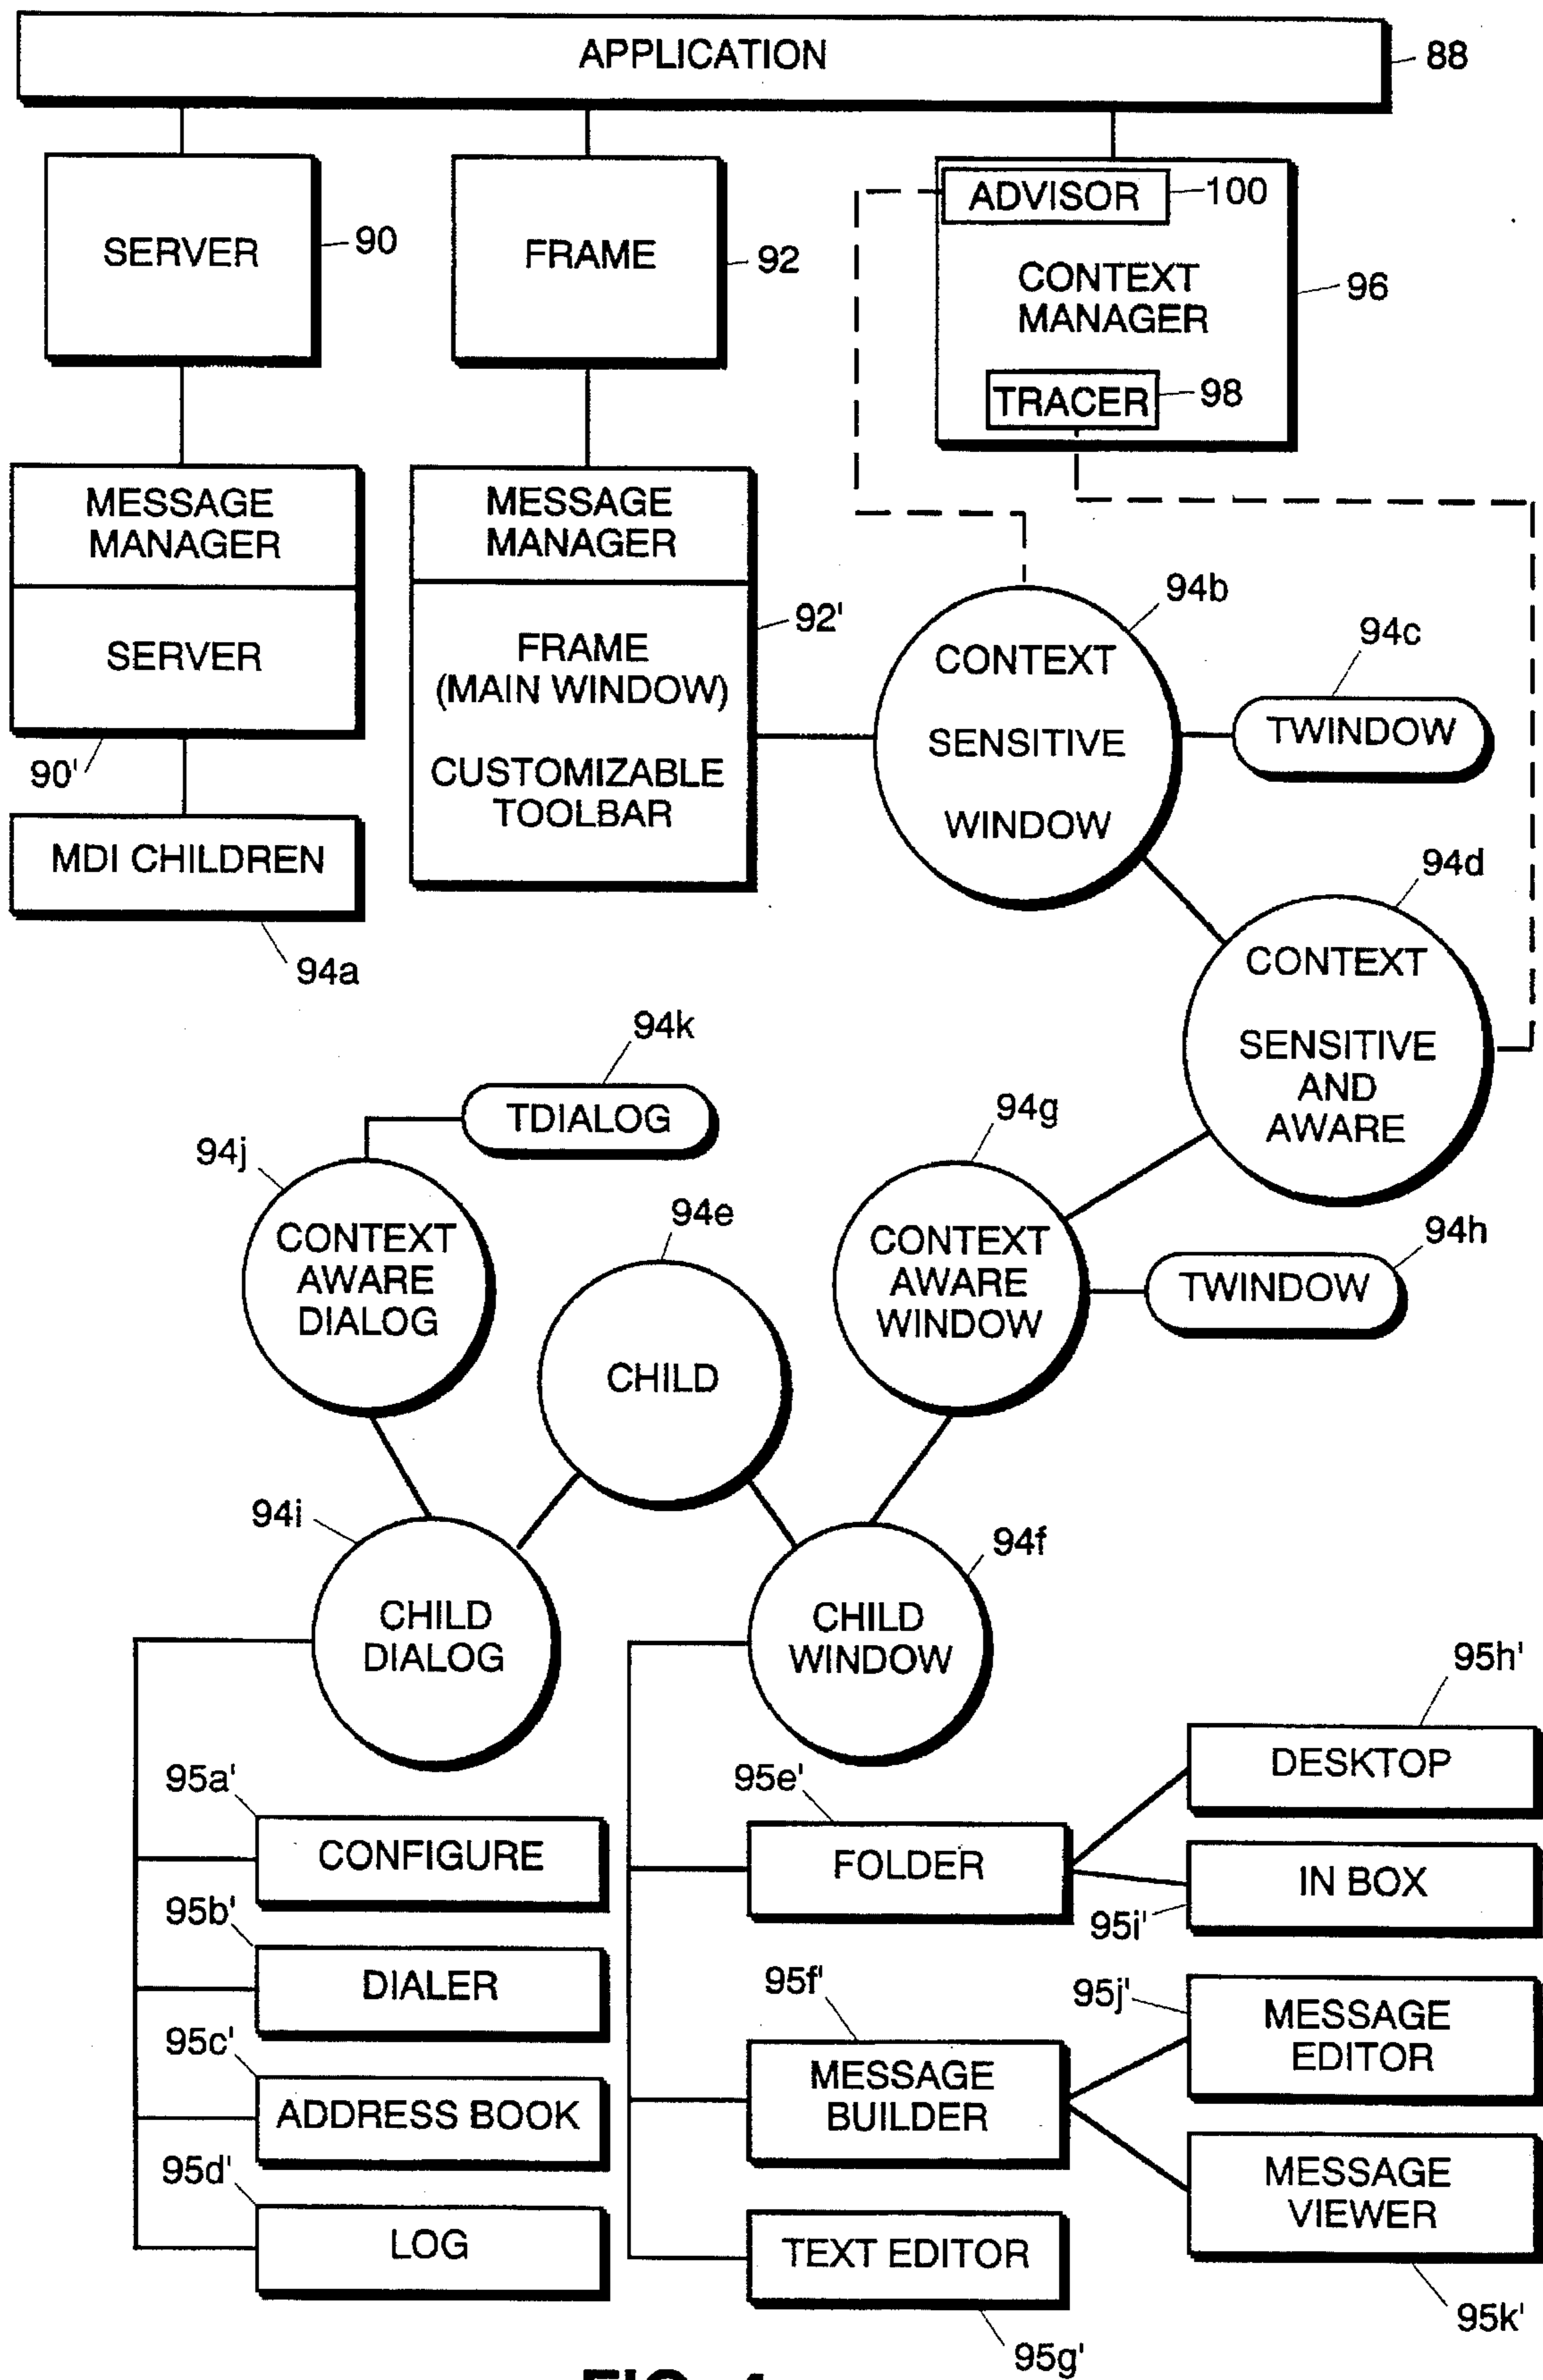 APPLICATION
88
SERVER
90
FRAME
92
ADVISOR
100
CONTEXT
MANAGER
96
TRACER
98
MESSAGE
MANAGER
SERVER
90'
MDI CHILDREN
94a
MESSAGE
MANAGER
FRAME
(MAIN WINDOW)
CUSTOMIZABLE
TOOLBAR
92'
CONTEXT
SENSITIVE
WINDOW
94b
94c
TWINDOW
94d
CONTEXT
SENSITIVE
AND
AWARE
94k
TDIALOG
94j
CONTEXT
AWARE
DIALOG
94e
CHILD
94g
CONTEXT
AWARE
WINDOW
94h
TWINDOW
94i
CHILD
DIALOG
94f
CHILD
WINDOW
95a'
CONFIGURE
95b'
DIALER
95c'
ADDRESS BOOK
95d'
LOG
95e'
FOLDER
95h'
DESKTOP
IN BOX
95i'
95f'
MESSAGE
BUILDER
95j'
MESSAGE
EDITOR
MESSAGE
VIEWER
95k'
TEXT EDITOR
95g'